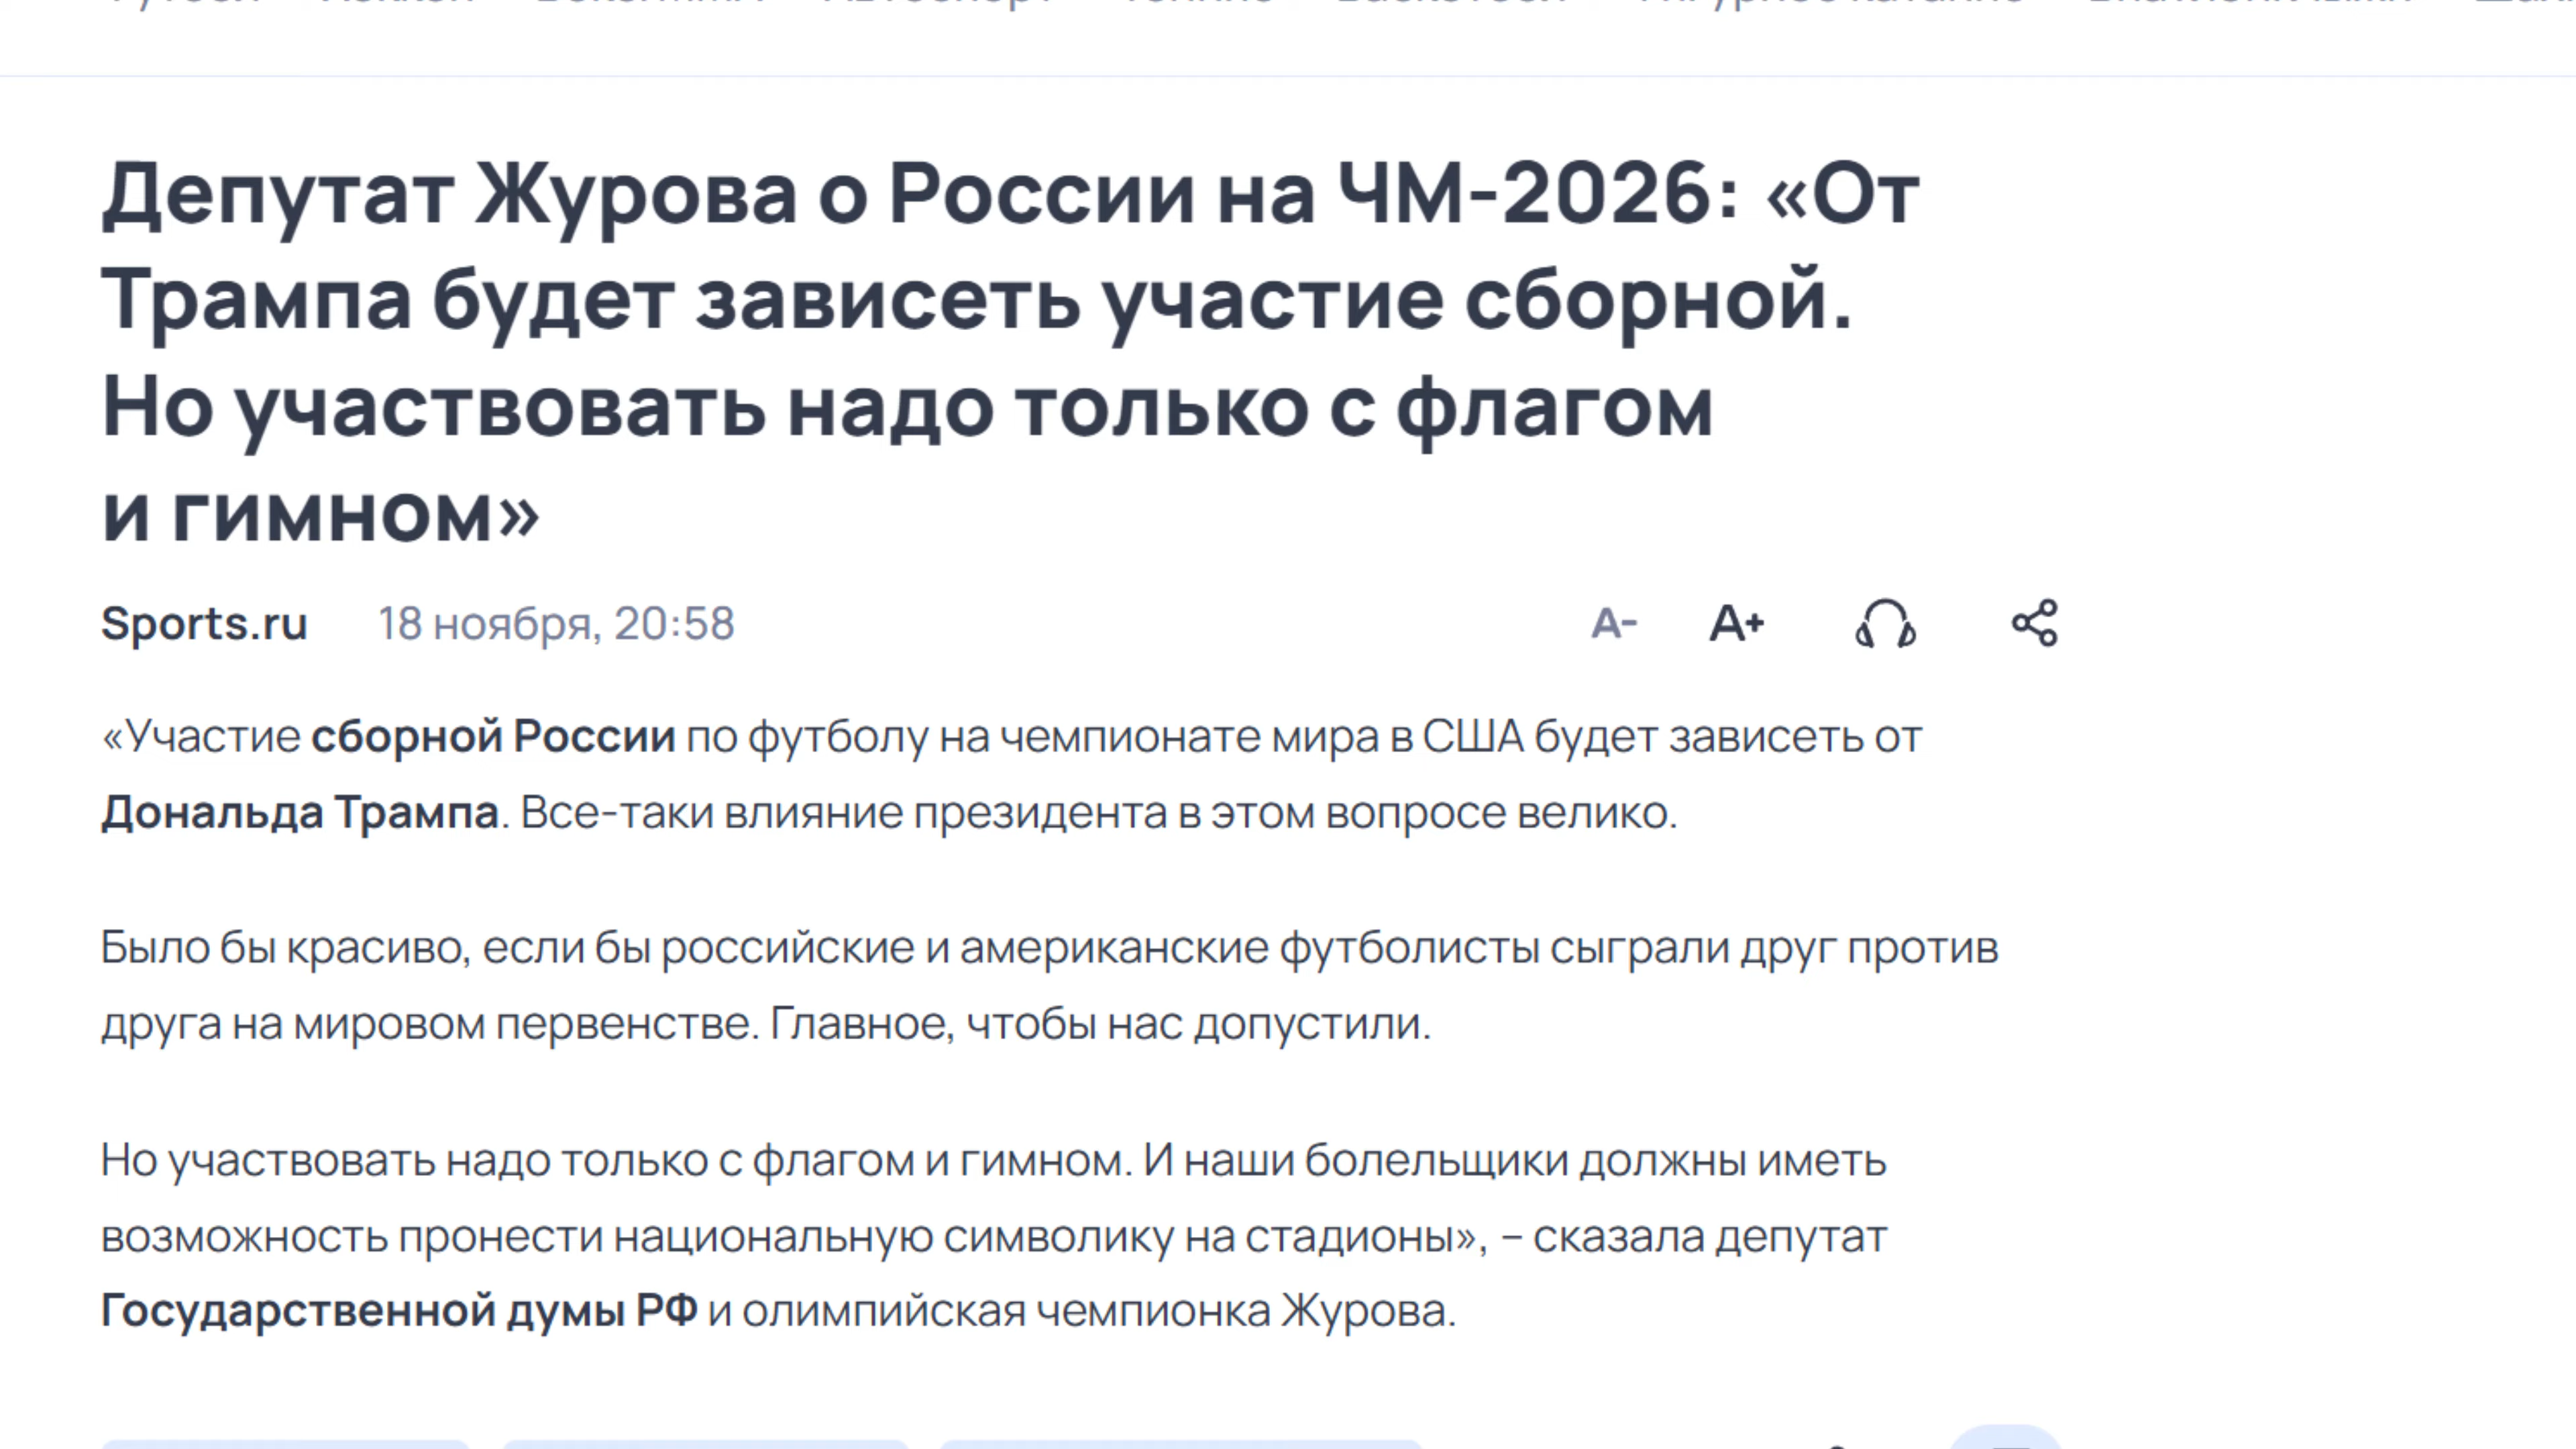 Депутат Журова о России на ЧМ-2026: «От
Трампа будет зависеть участие сборной.
Но участвовать надо только с флагом
и гимном»
Sports.ru 18 ноября, 20:58 A- A+
«Участие сборной России по футболу на чемпионате мира в США будет зависеть от
Дональда Трампа. Все-таки влияние президента в этом вопросе велико.
Было бы красиво, если бы российские и американские футболисты сыграли друг против
друга на мировом первенстве. Главное, чтобы нас допустили.
Но участвовать надо только с флагом и гимном. И наши болельщики должны иметь
возможность пронести национальную символику на стадионы», – сказала депутат
Государственной думы РФ и олимпийская чемпионка Журова.